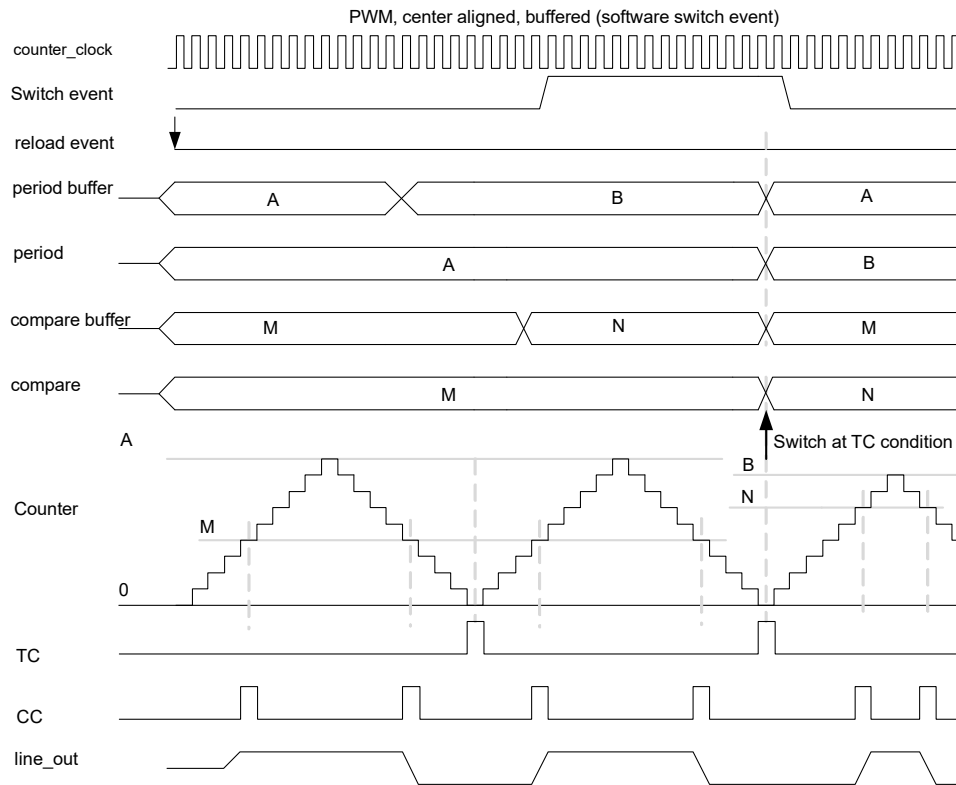 PWM, center aligned, buffered (software switch event)
counter_clock
Switch event
reload event
period buffer A B A
period A B
compare buffer M N M
compare M N
Switch at TC condition
A
B
N
Counter
M
0
TC
CC
line_out